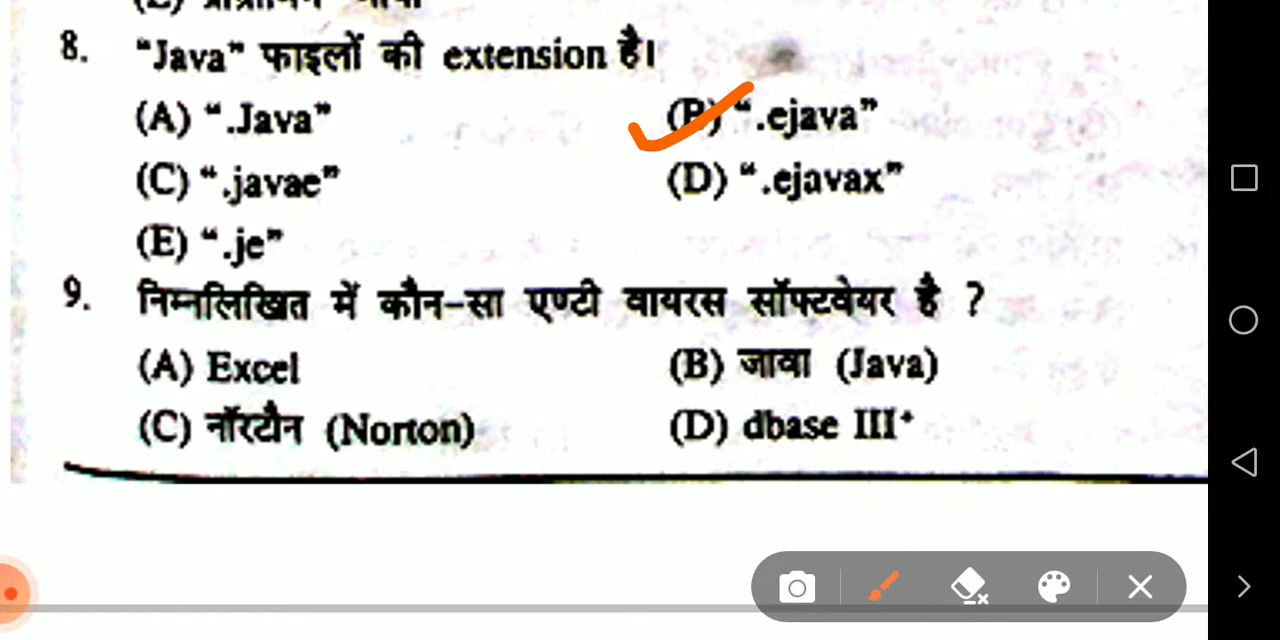 8. "Java" फाइलों की extension है।
(A) ".Java" (B) ".ejava"
(C) ".javae" (D) ".ejavax"
(E) ".je"
9. निम्नलिखित में कौन-सा एण्टी वायरस सॉफ्टवेयर है ?
(A) Excel (B) जावा (Java)
(C) नॉरटौन (Norton) (D) dbase III+